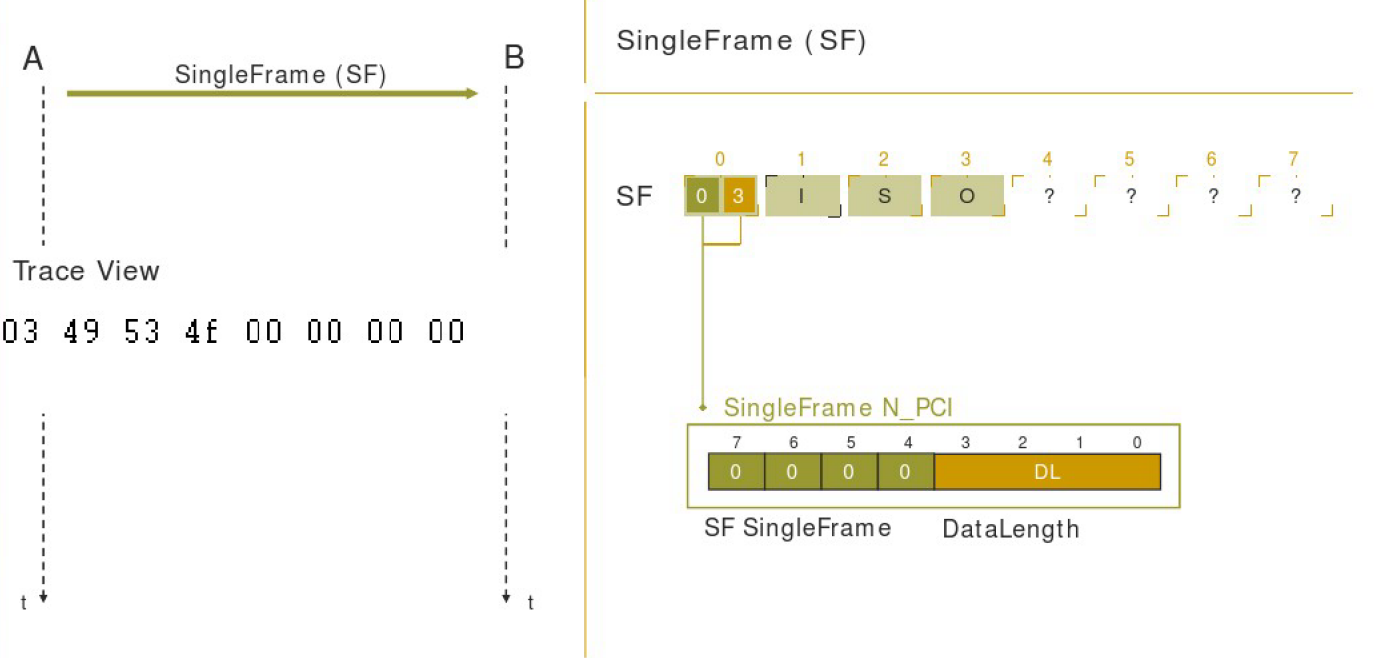 A
B
SingleFrame (SF)
Trace View
03 49 53 4f 00 00 00 00
t
t
SingleFrame (SF)
0 1 2 3 4 5 6 7
SF 0 3 I S O ? ? ? ?
SingleFrame N_PCI
7 6 5 4 3 2 1 0
0 0 0 0 DL
SF SingleFrame DataLength